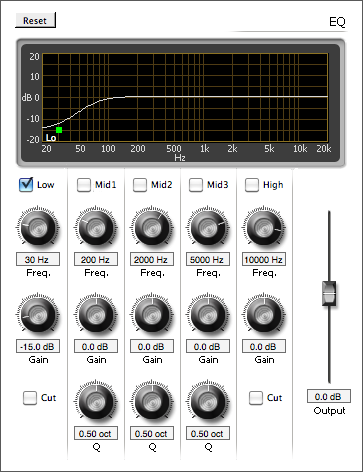 Reset
EQ
20
10
dB 0
-10
-20
Lo
20 50 100 200 500 1k 2k 5k 10k 20k
Hz
Low Mid1 Mid2 Mid3 High
30 Hz 200 Hz 2000 Hz 5000 Hz 10000 Hz
Freq. Freq. Freq. Freq. Freq.
-15.0 dB 0.0 dB 0.0 dB 0.0 dB 0.0 dB
Gain Gain Gain Gain Gain
Cut Cut
0.0 dB
Output
0.50 oct 0.50 oct 0.50 oct
Q Q Q